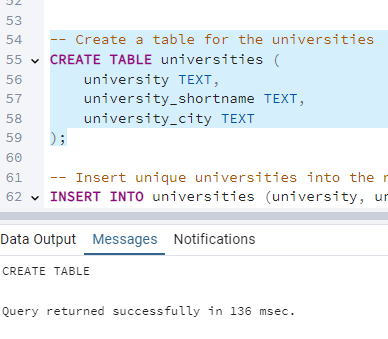 52
53
54 -- Create a table for the universities
55 CREATE TABLE universities (
56 university TEXT,
57 university_shortname TEXT,
58 university_city TEXT
59 );
60
61 -- Insert unique universities into the
62 INSERT INTO universities (university,
Data Output Messages Notifications
CREATE TABLE
Query returned successfully in 136 msec.